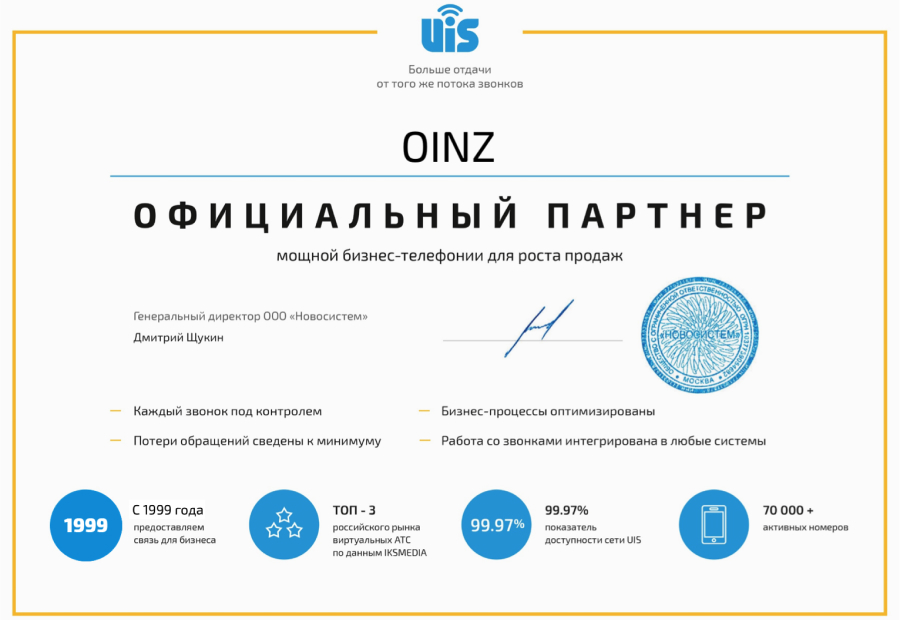 UIS
Больше отдачи
от того же потока звонков
OINZ
ОФИЦИАЛЬНЫЙ ПАРТНЕР
мощной бизнес-телефонии для роста продаж
Генеральный директор ООО «Новосистем»
Дмитрий Щукин
ОБЩЕСТВО С ОГРАНИЧЕННОЙ ОТВЕТСТВЕННОСТЬЮ
«НОВОСИСТЕМ»
МОСКВА
Каждый звонок под контролем
Бизнес-процессы оптимизированы
Потери обращений сведены к минимуму
Работа со звонками интегрирована в любые системы
1999
С 1999 года
предоставляем
связь для бизнеса
ТОП - 3
российского рынка
виртуальных АТС
по данным IKSMEDIA
99.97%
99.97%
показатель
доступности сети UIS
70 000 +
активных номеров